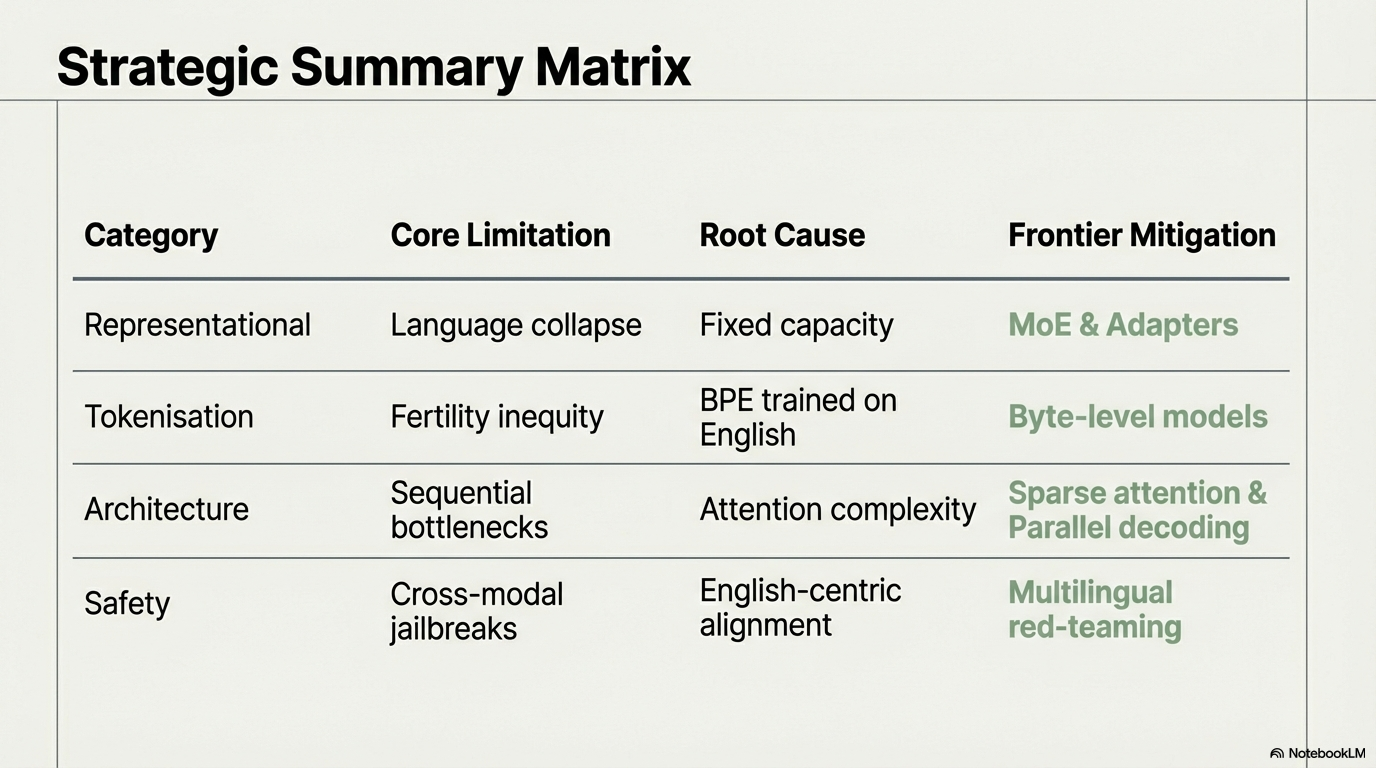 Strategic Summary Matrix
Category
Core Limitation
Root Cause
Frontier Mitigation
Representational
Language collapse
Fixed capacity
MoE & Adapters
Tokenisation
Fertility inequity
BPE trained on
English
Byte-level models
Architecture
Sequential
bottlenecks
Attention complexity
Sparse attention &
Parallel decoding
Safety
Cross-modal
jailbreaks
English-centric
alignment
Multilingual
red-teaming
NotebookLM